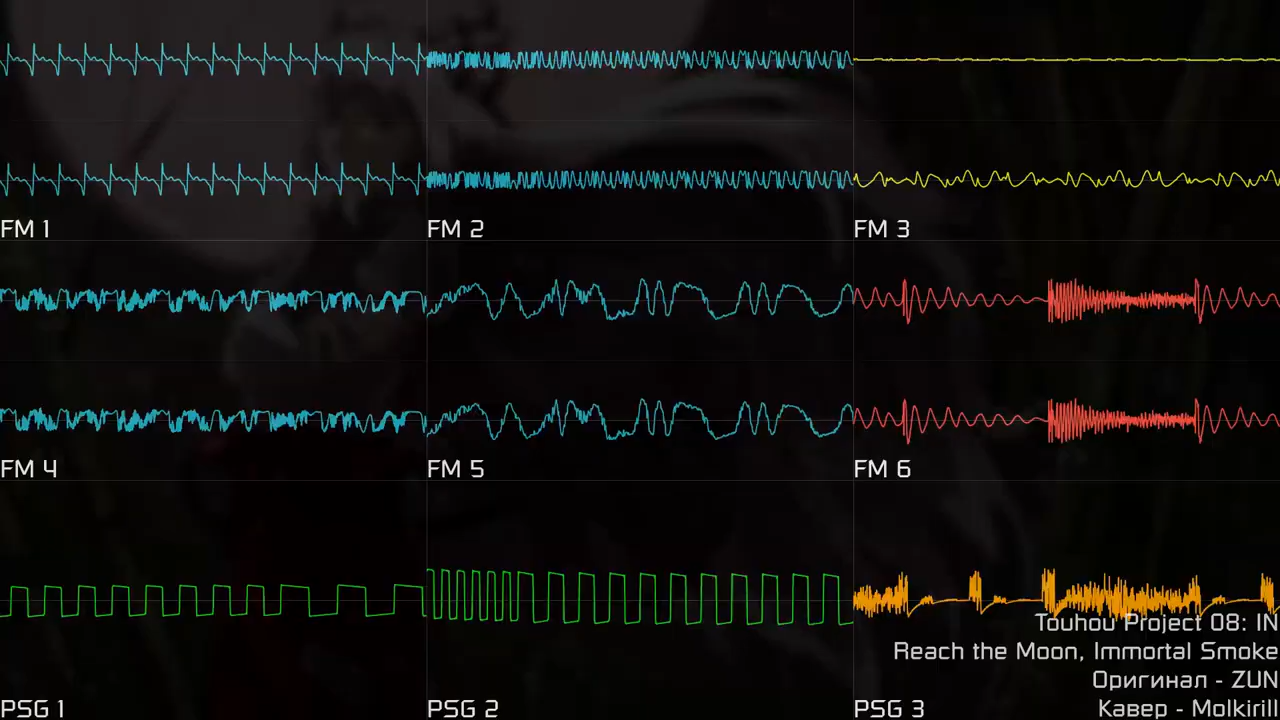 FM 1
FM 2
FM 3
FM 4
FM 5
FM 6
PSG 1
PSG 2
PSG 3
Touhou Project 08: IN
Reach the Moon, Immortal Smoke
Оригинал - ZUN
Кавер - Molkirill